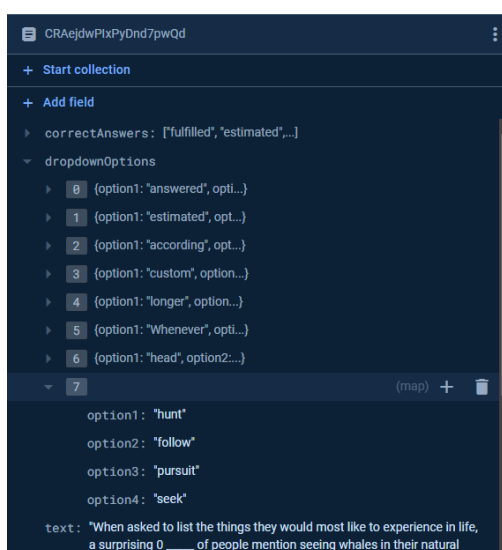 CRAejdwPIxPyDnd7pwQd
+ Start collection
+ Add field
correctAnswers: ["fulfilled", "estimated",...]
dropdownOptions
0 {option1: "answered", opti...}
1 {option1: "estimated", opt...}
2 {option1: "according", opt...}
3 {option1: "custom", option...}
4 {option1: "longer", option...}
5 {option1: "Whenever", opti...}
6 {option1: "head", option2:...}
7 (map) +
option1: "hunt"
option2: "follow"
option3: "pursuit"
option4: "seek"
text: "When asked to list the things they would most like to experience in life,
a surprising 0 _____ of people mention seeing whales in their natural